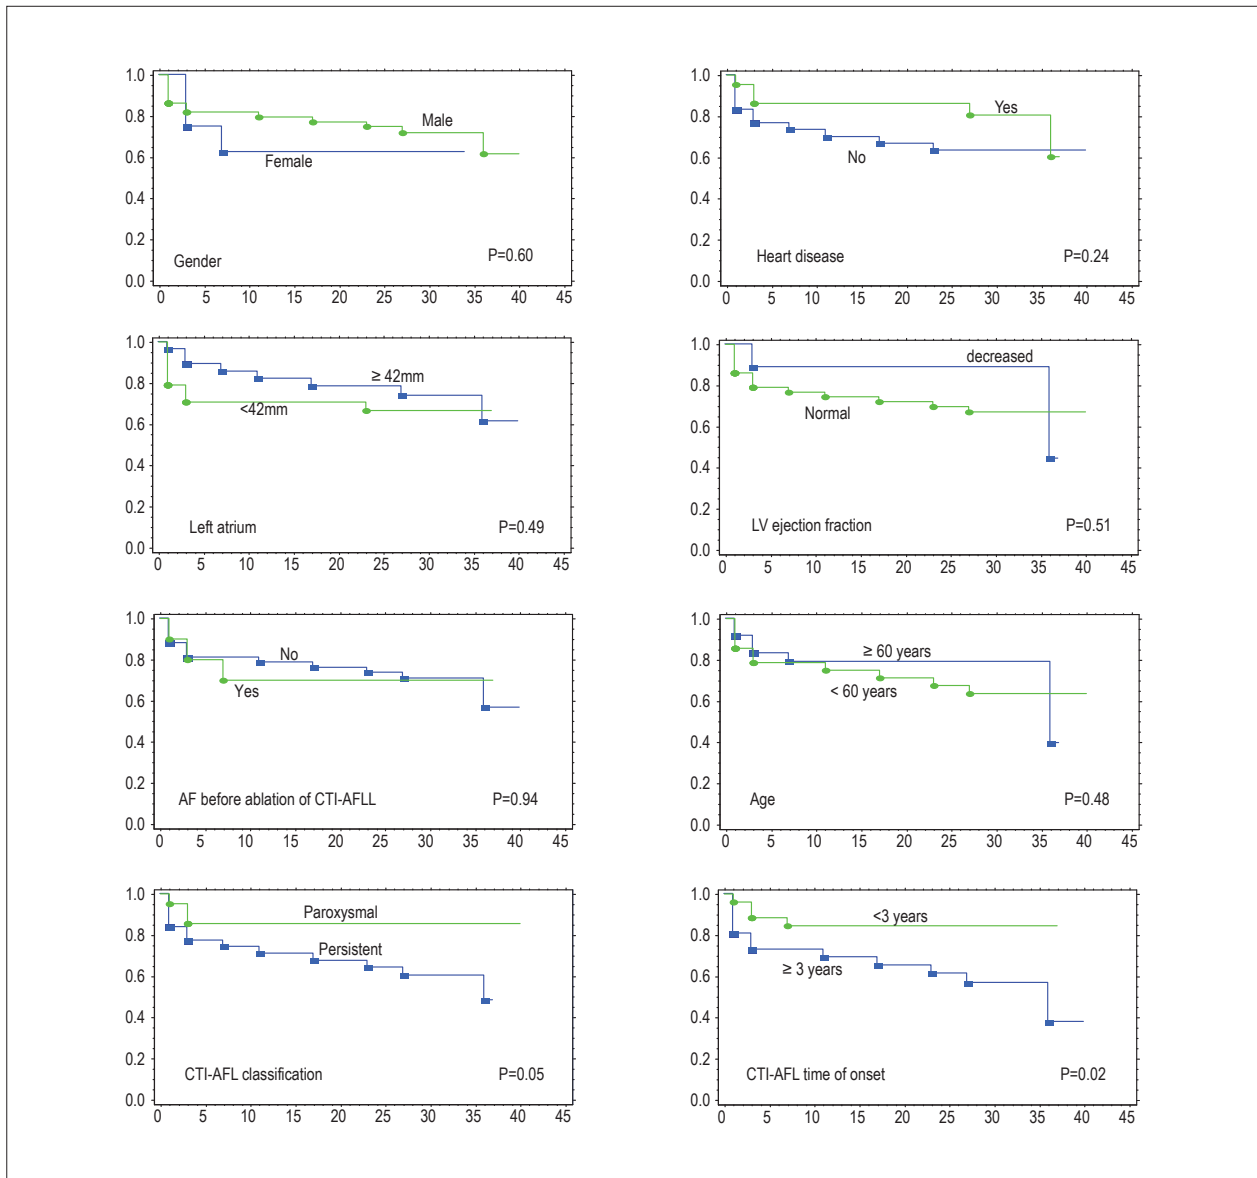 1.0
0.8
0.6
0.4
0.2
0.0
Male
Female
Gender
P=0.60
0 5 10 15 20 25 30 35 40 45
1.0
0.8
0.6
0.4
0.2
0.0
Yes
No
Heart disease
P=0.24
0 5 10 15 20 25 30 35 40 45
1.0
0.8
0.6
0.4
0.2
0.0
≥ 42mm
<42mm
Left atrium
P=0.49
0 5 10 15 20 25 30 35 40 45
1.0
0.8
0.6
0.4
0.2
0.0
decreased
Normal
LV ejection fraction
P=0.51
0 5 10 15 20 25 30 35 40 45
1.0
0.8
0.6
0.4
0.2
0.0
No
Yes
AF before ablation of CTI-AFLL
P=0.94
0 5 10 15 20 25 30 35 40 45
1.0
0.8
0.6
0.4
0.2
0.0
≥ 60 years
< 60 years
Age
P=0.48
0 5 10 15 20 25 30 35 40 45
1.0
0.8
0.6
0.4
0.2
0.0
Paroxysmal
Persistent
CTI-AFL classification
P=0.05
0 5 10 15 20 25 30 35 40 45
1.0
0.8
0.6
0.4
0.2
0.0
<3 years
≥ 3 years
CTI-AFL time of onset
P=0.02
0 5 10 15 20 25 30 35 40 45